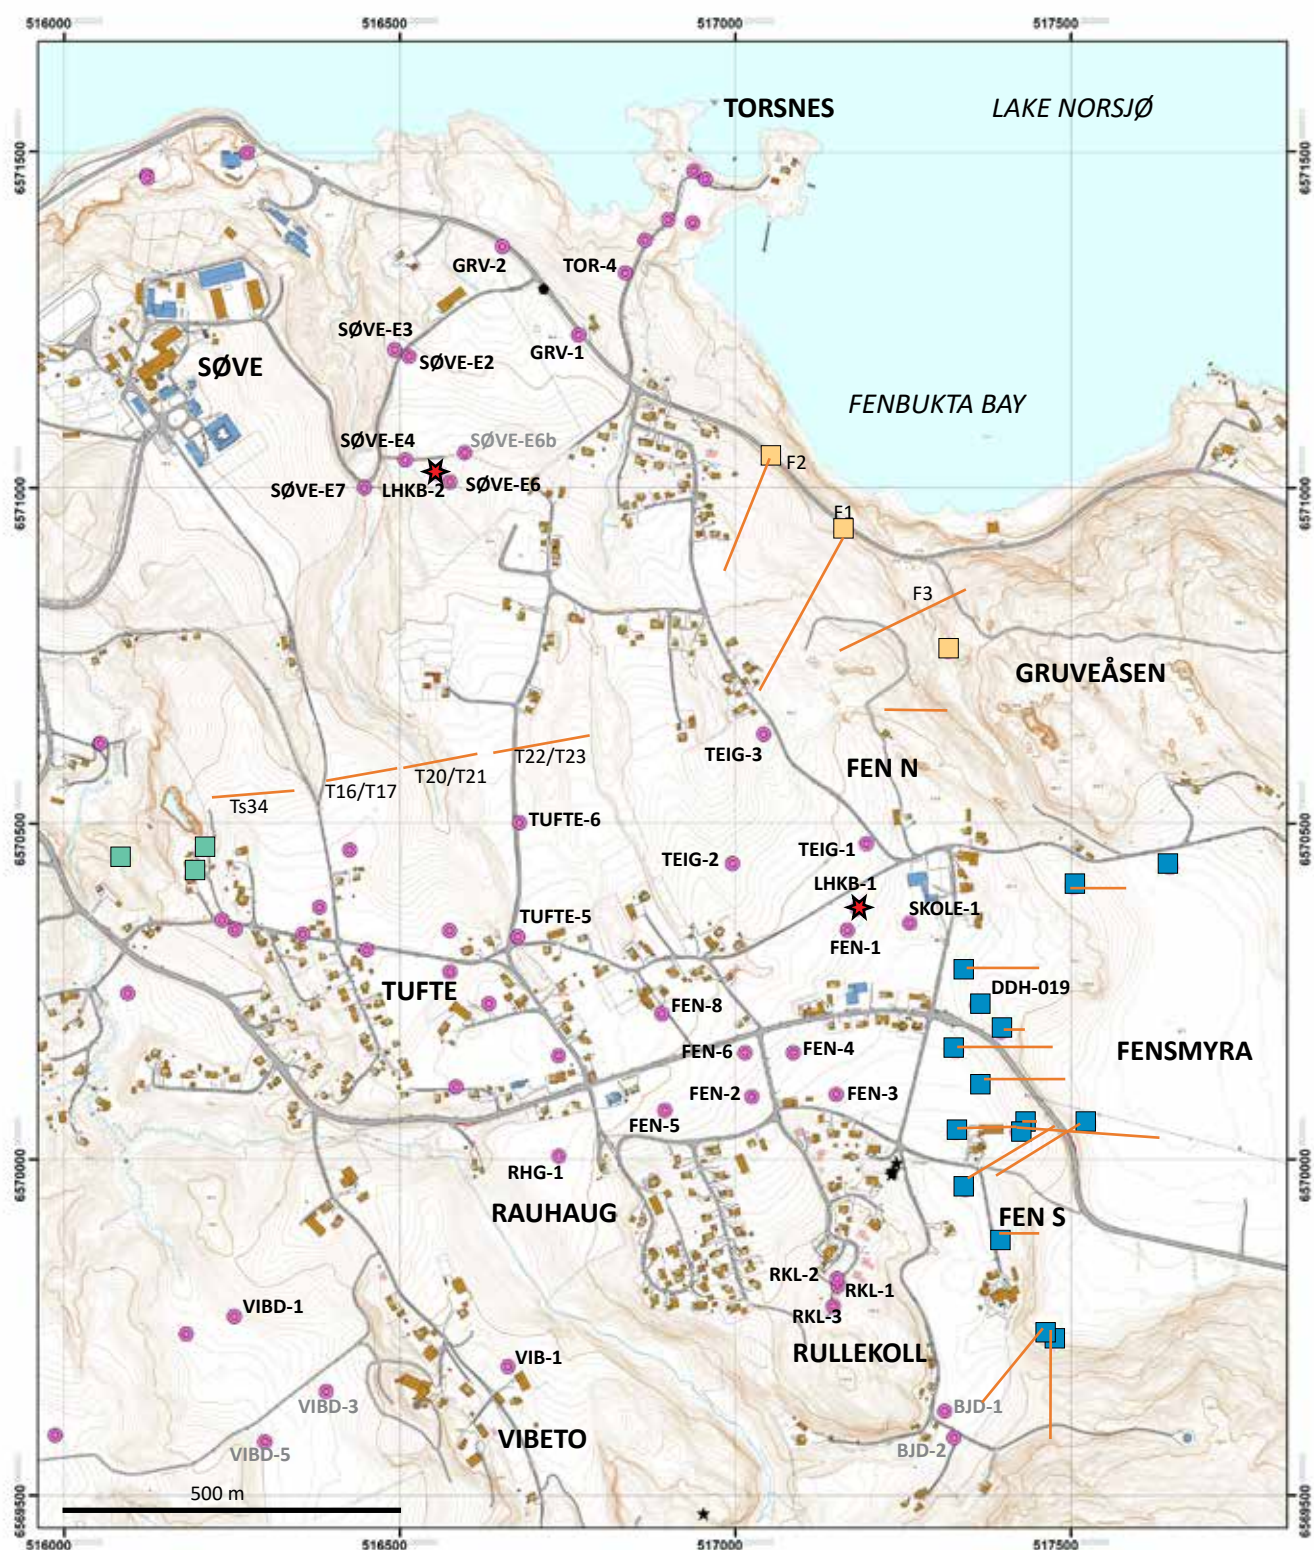 516000 516500 517000 517500
TORSNES LAKE NORSJØ
6571500 6571500
GRV-2 TOR-4
SØVE-E3
GRV-1
SØVE-E2
SØVE
FENBUKTA BAY
SØVE-E4 SØVE-E6b
F2
SØVE-E7 LHKB-2 SØVE-E6
6571000 6571000
F1
F3
GRUVEÅSEN
TEIG-3
T22/T23
FEN N
T20/T21
T16/T17
Ts34
TUFTE-6
6570500 6570500
TEIG-1
TEIG-2
LHKB-1
SKOLE-1
TUFTE-5
FEN-1
TUFTE
DDH-019
FEN-8
FEN-6 FEN-4
FENSMYRA
FEN-2 FEN-3
FEN-5
6570000 6570000
RHG-1
RAUHAUG
FEN S
RKL-2
RKL-1
VIBD-1
RKL-3
RULLEKOLL
VIB-1
VIBD-3
BJD-1
VIBETO
VIBD-5
BJD-2
500 m
6569500 6569500
516000 516500 517000 517500